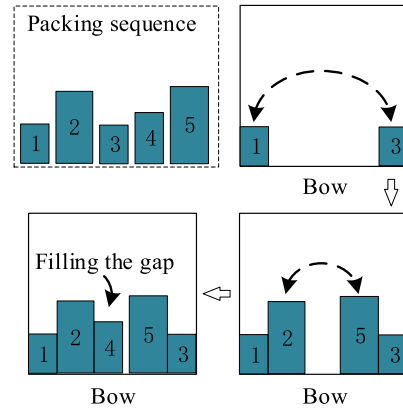 Packing sequence
1 2 3 4 5
1 3
Bow
Filling the gap
1 2 4 5 3
Bow
1 2 5 3
Bow